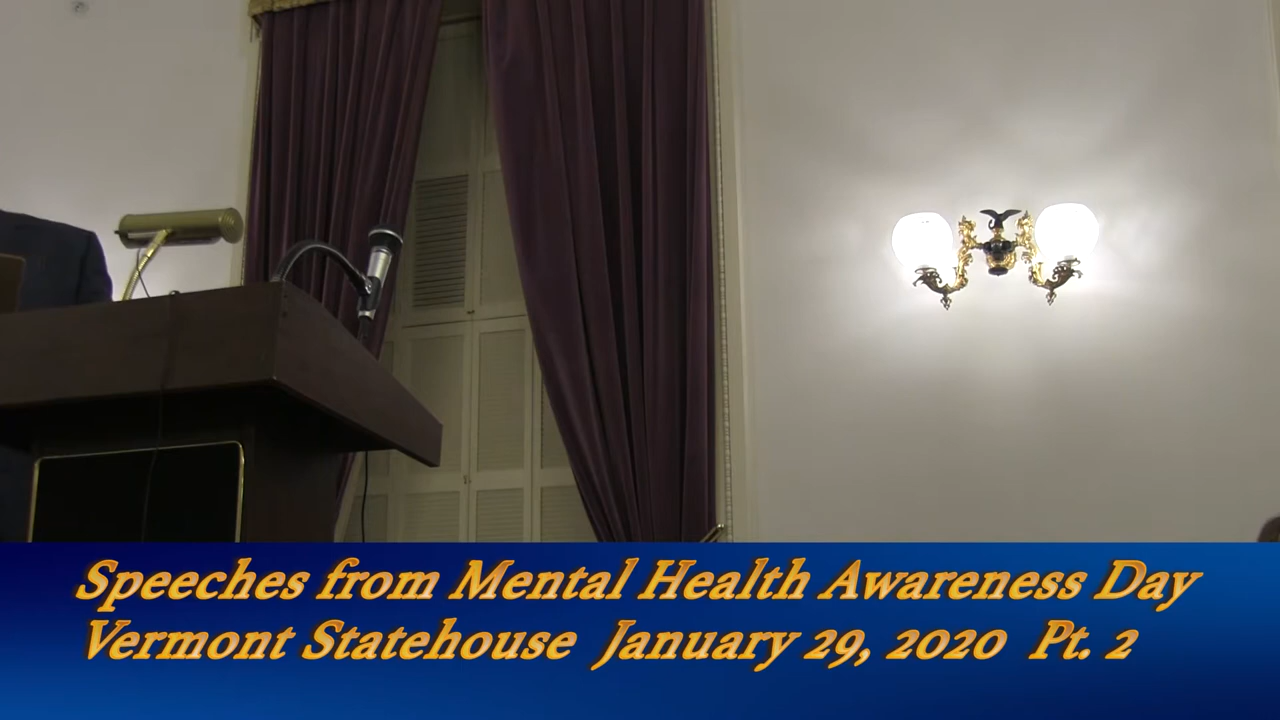 Speeches from Mental Health Awareness Day
Vermont Statehouse January 29, 2020 Pt. 2